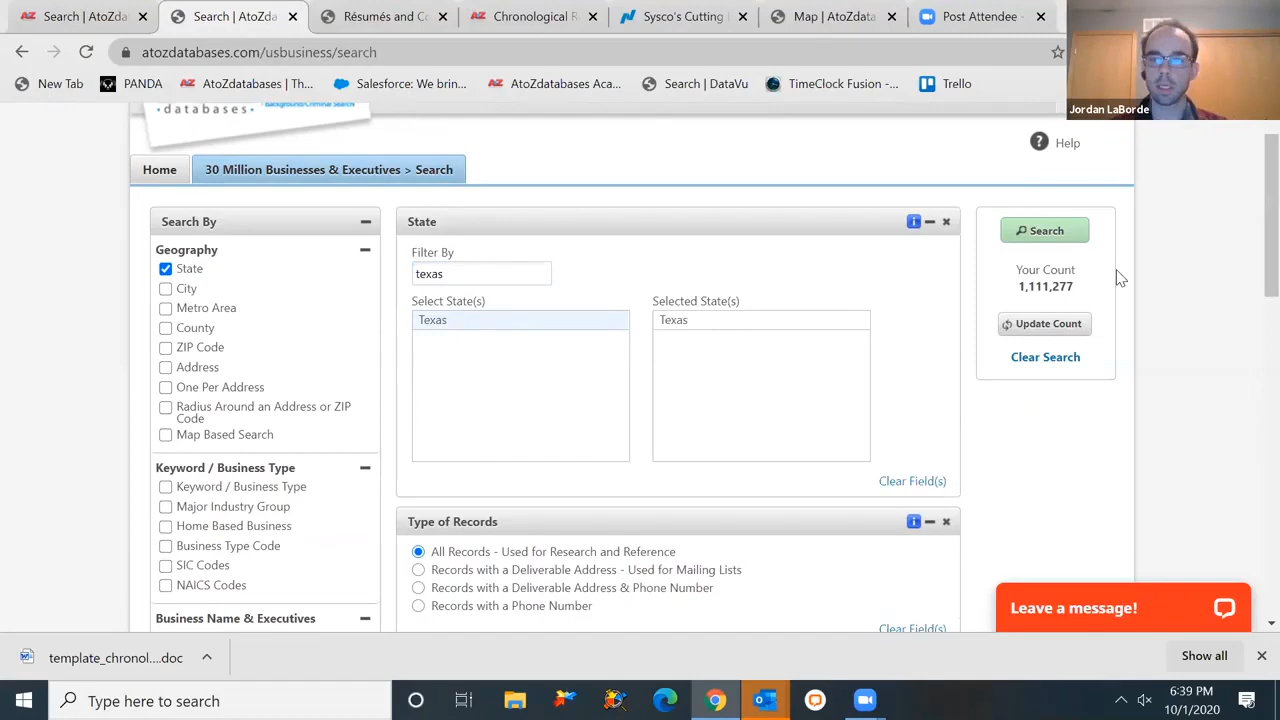 Search | AtoZdatab
Search | AtoZdatab
Résumés and Co
Chronological R
Sysco's Cutting
Map | AtoZdatab
Post Attendee
atozdatabases.com/usbusiness/search
New Tab
PANDA
AtoZdatabases | Th...
Salesforce: We brin...
AtoZdatabases Aca...
Search | DataVu
TimeClock Fusion -...
Trello
Jordan LaBorde
databases
Background/Criminal Search
Help
Home
30 Million Businesses & Executives > Search
Search By
Geography
State
City
Metro Area
County
ZIP Code
Address
One Per Address
Radius Around an Address or ZIP
Code
Map Based Search
Keyword / Business Type
Keyword / Business Type
Major Industry Group
Home Based Business
Business Type Code
SIC Codes
NAICS Codes
Business Name & Executives
State
Filter By
texas
Select State(s)
Selected State(s)
Texas
Texas
Clear Field(s)
Type of Records
All Records - Used for Research and Reference
Records with a Deliverable Address - Used for Mailing Lists
Records with a Deliverable Address & Phone Number
Records with a Phone Number
Clear Field(s)
Search
Your Count
1,111,277
Update Count
Clear Search
Leave a message!
template_chronol....doc
Show all
Type here to search
6:39 PM
10/1/2020